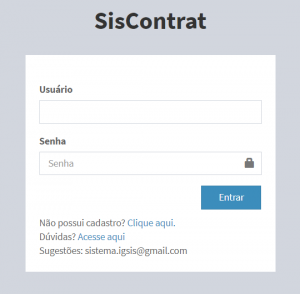 SisContrat
Usuário
Senha
Senha
Entrar
Não possui cadastro? Clique aqui.
Dúvidas? Acesse aqui
Sugestões: sistema.igsis@gmail.com